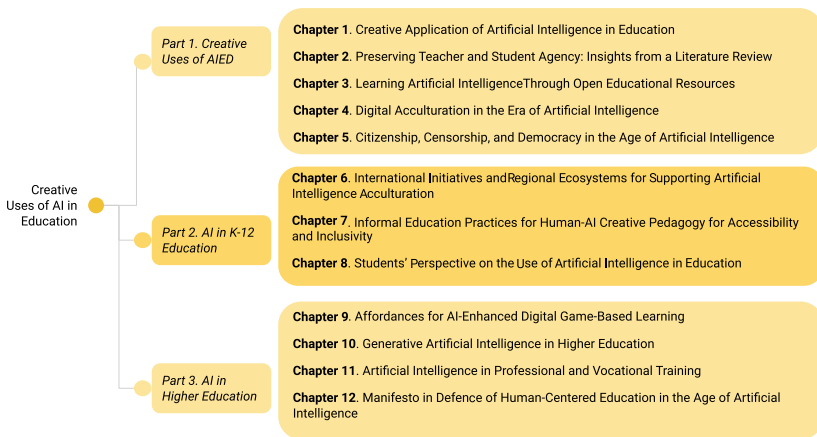 Creative
Uses of AI in
Education
Part 1. Creative
Uses of AIED
Chapter 1. Creative Application of Artificial Intelligence in Education
Chapter 2. Preserving Teacher and Student Agency: Insights from a Literature Review
Chapter 3. Learning Artificial IntelligenceThrough Open Educational Resources
Chapter 4. Digital Acculturation in the Era of Artificial Intelligence
Chapter 5. Citizenship, Censorship, and Democracy in the Age of Artificial Intelligence
Part 2. AI in K-12
Education
Chapter 6. International Initiatives andRegional Ecosystems for Supporting Artificial
Intelligence Acculturation
Chapter 7. Informal Education Practices for Human-AI Creative Pedagogy for Accessibility
and Inclusivity
Chapter 8. Students' Perspective on the Use of Artificial Intelligence in Education
Part 3. AI in
Higher Education
Chapter 9. Affordances for AI-Enhanced Digital Game-Based Learning
Chapter 10. Generative Artificial Intelligence in Higher Education
Chapter 11. Artificial Intelligence in Professional and Vocational Training
Chapter 12. Manifesto in Defence of Human-Centered Education in the Age of Artificial
Intelligence